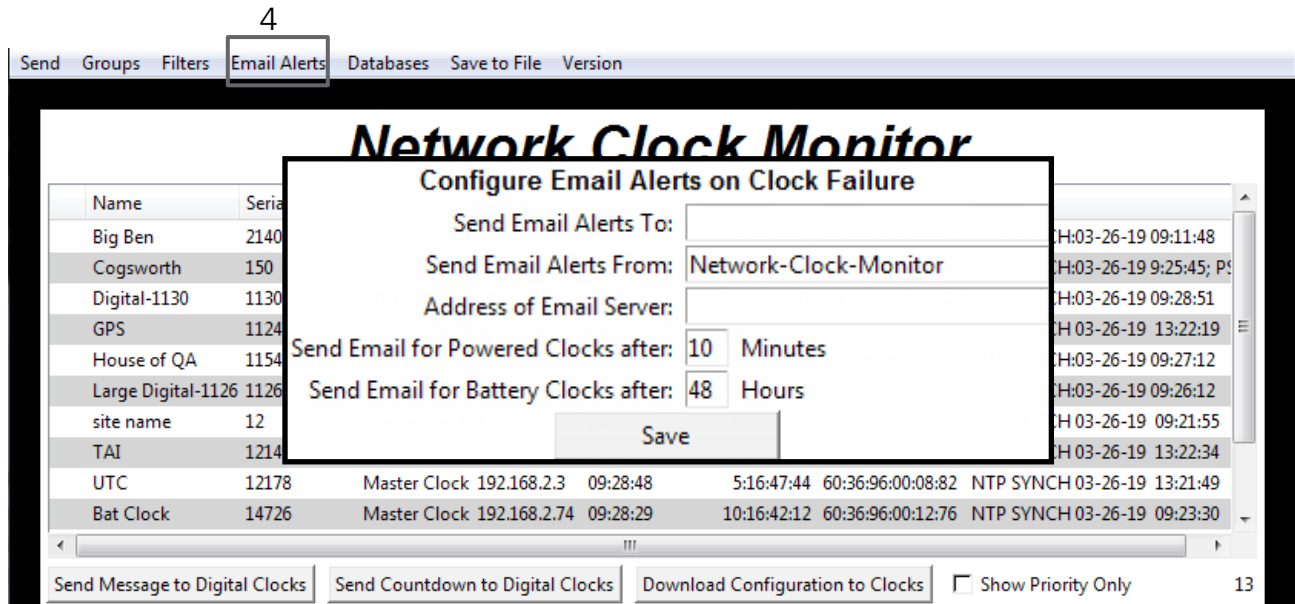 4
Send Groups Filters Email Alerts Databases Save to File Version
Network Clock Monitor
Configure Email Alerts on Clock Failure
Send Email Alerts To:
Send Email Alerts From: Network-Clock-Monitor
Address of Email Server:
Send Email for Powered Clocks after: 10 Minutes
Send Email for Battery Clocks after: 48 Hours
Save
Name Seria
Big Ben 2140 CH:03-26-19 09:11:48
Cogsworth 150 CH:03-26-19 9:25:45; PS
Digital-1130 1130 CH:03-26-19 09:28:51
GPS 1124 CH 03-26-19 13:22:19
House of QA 1154 CH:03-26-19 09:27:12
Large Digital-1126 1126 CH:03-26-19 09:26:12
site name 12 CH 03-26-19 09:21:55
TAI 1214 CH 03-26-19 13:22:34
UTC 12178 Master Clock 192.168.2.3 09:28:48 5:16:47:44 60:36:96:00:08:82 NTP SYNCH 03-26-19 13:21:49
Bat Clock 14726 Master Clock 192.168.2.74 09:28:29 10:16:42:12 60:36:96:00:12:76 NTP SYNCH 03-26-19 09:23:30
Send Message to Digital Clocks Send Countdown to Digital Clocks Download Configuration to Clocks Show Priority Only 13